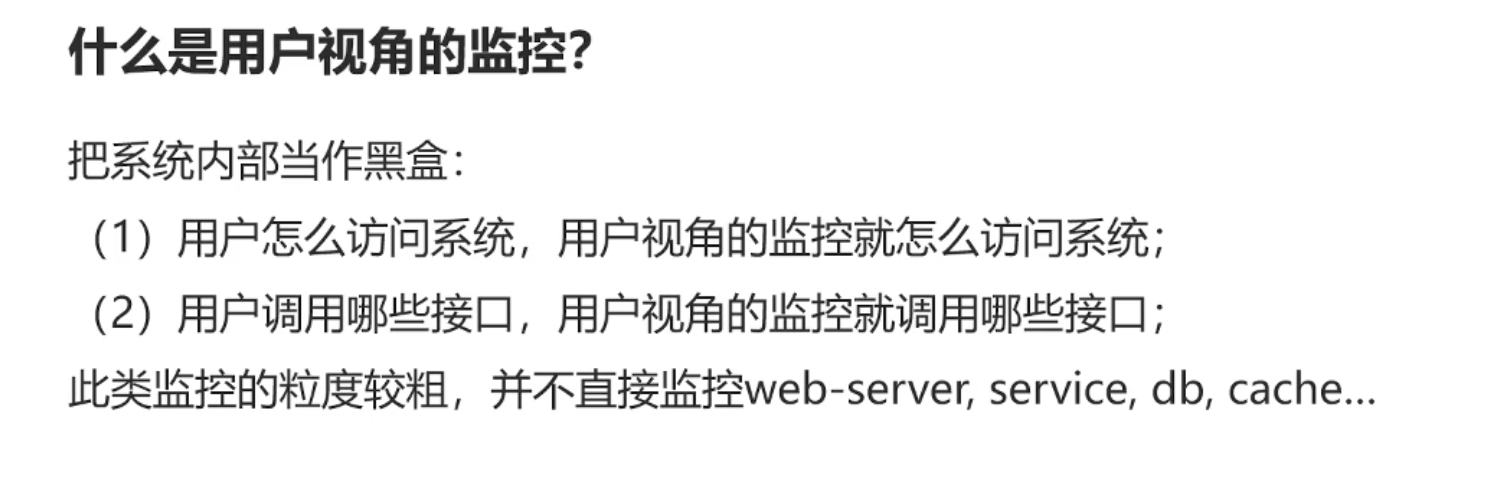 什么是用户视角的监控?
把系统内部当作黑盒：
（1）用户怎么访问系统，用户视角的监控就怎么访问系统；
（2）用户调用哪些接口，用户视角的监控就调用哪些接口；
此类监控的粒度较粗，并不直接监控web-server, service, db, cache...